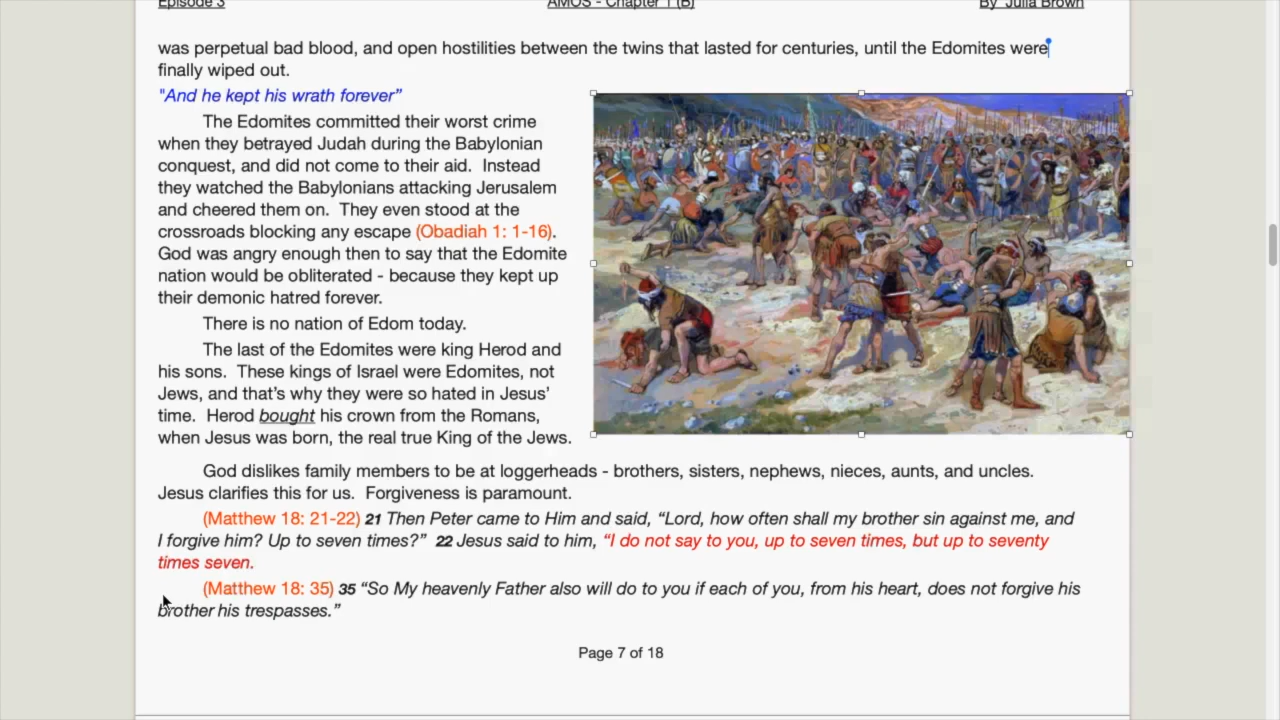 Episode 3 AMOS - Chapter 1 (B) By Julia Brown
was perpetual bad blood, and open hostilities between the twins that lasted for centuries, until the Edomites were
finally wiped out.
"And he kept his wrath forever”
The Edomites committed their worst crime
when they betrayed Judah during the Babylonian
conquest, and did not come to their aid. Instead
they watched the Babylonians attacking Jerusalem
and cheered them on. They even stood at the
crossroads blocking any escape (Obadiah 1: 1-16).
God was angry enough then to say that the Edomite
nation would be obliterated - because they kept up
their demonic hatred forever.
There is no nation of Edom today.
The last of the Edomites were king Herod and
his sons. These kings of Israel were Edomites, not
Jews, and that’s why they were so hated in Jesus’
time. Herod bought his crown from the Romans,
when Jesus was born, the real true King of the Jews.
God dislikes family members to be at loggerheads - brothers, sisters, nephews, nieces, aunts, and uncles.
Jesus clarifies this for us. Forgiveness is paramount.
(Matthew 18: 21-22) 21 Then Peter came to Him and said, “Lord, how often shall my brother sin against me, and
I forgive him? Up to seven times?” 22 Jesus said to him, “I do not say to you, up to seven times, but up to seventy
times seven.
(Matthew 18: 35) 35 “So My heavenly Father also will do to you if each of you, from his heart, does not forgive his
brother his trespasses.”
Page 7 of 18